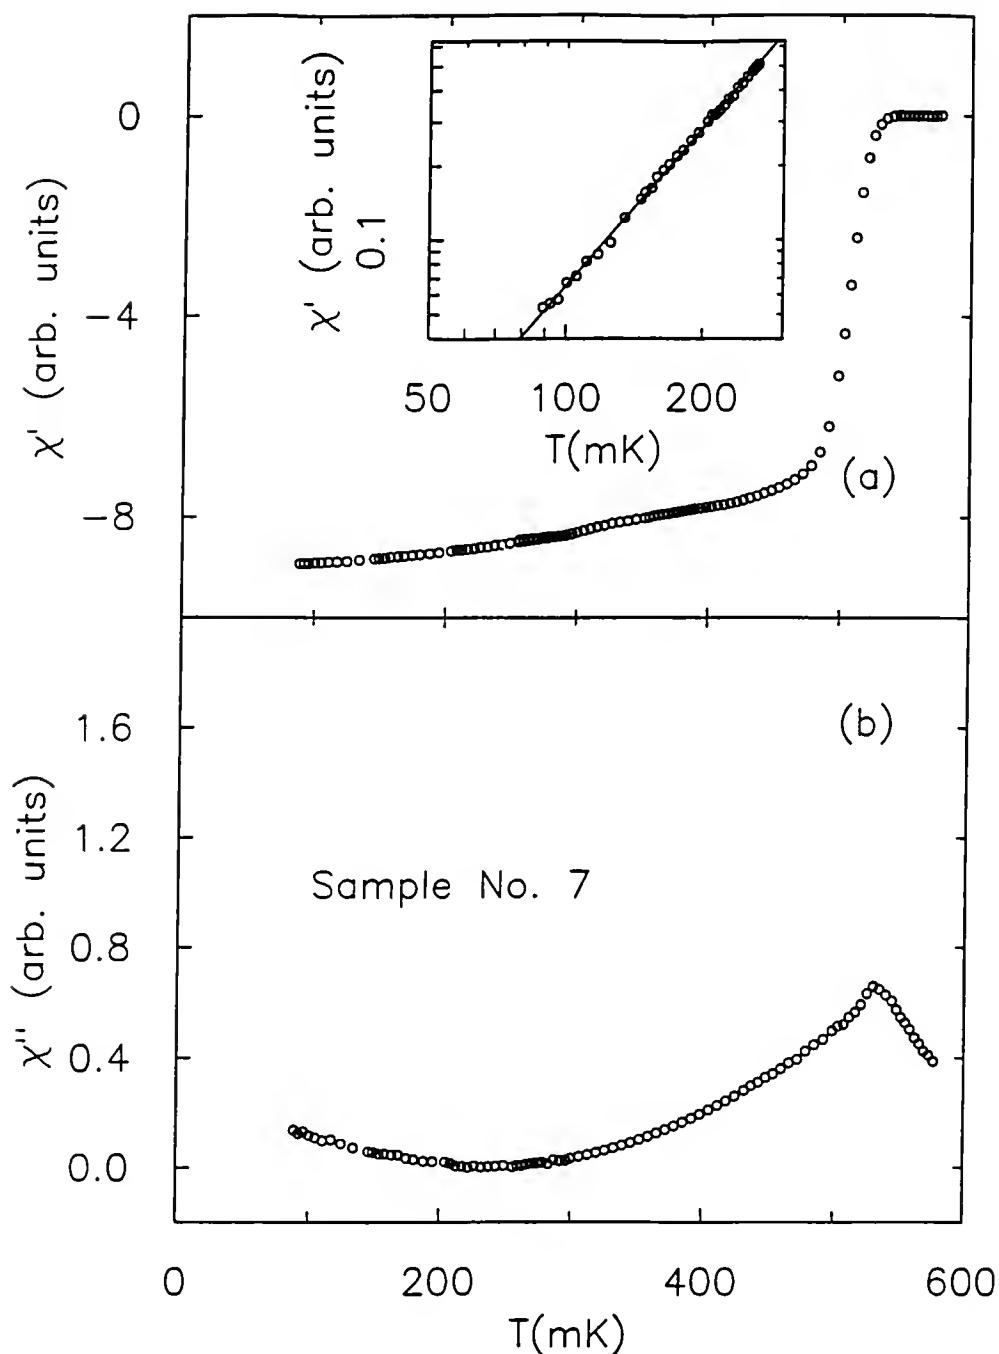 0
−4
−8
χ' (arb. units)
χ' (arb. units)
0.1
50 100 200
T(mK)
(a)
(b)
1.6
1.2
0.8
0.4
0.0
χ'' (arb. units)
Sample No. 7
0 200 400 600
T(mK)